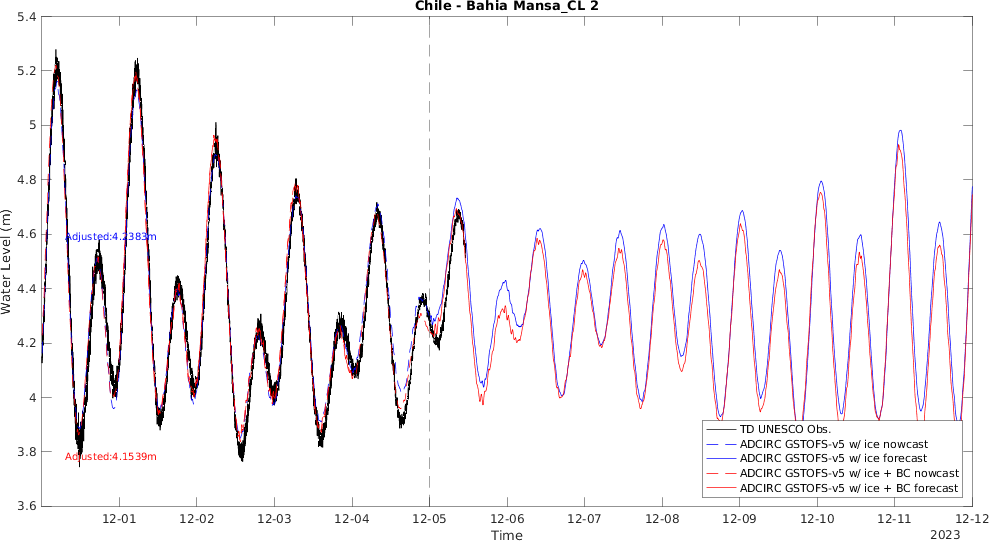 Chile - Bahia Mansa_CL 2
Water Level (m)
5.4
5.2
5
4.8
4.6
4.4
4.2
4
3.8
3.6
Adjusted:4.2383m
Adjusted:4.1539m
TD UNESCO Obs.
ADCIRC GSTOFS-v5 w/ ice nowcast
ADCIRC GSTOFS-v5 w/ ice forecast
ADCIRC GSTOFS-v5 w/ ice + BC nowcast
ADCIRC GSTOFS-v5 w/ ice + BC forecast
12-01 12-02 12-03 12-04 12-05 12-06 12-07 12-08 12-09 12-10 12-11 12-12
Time
2023